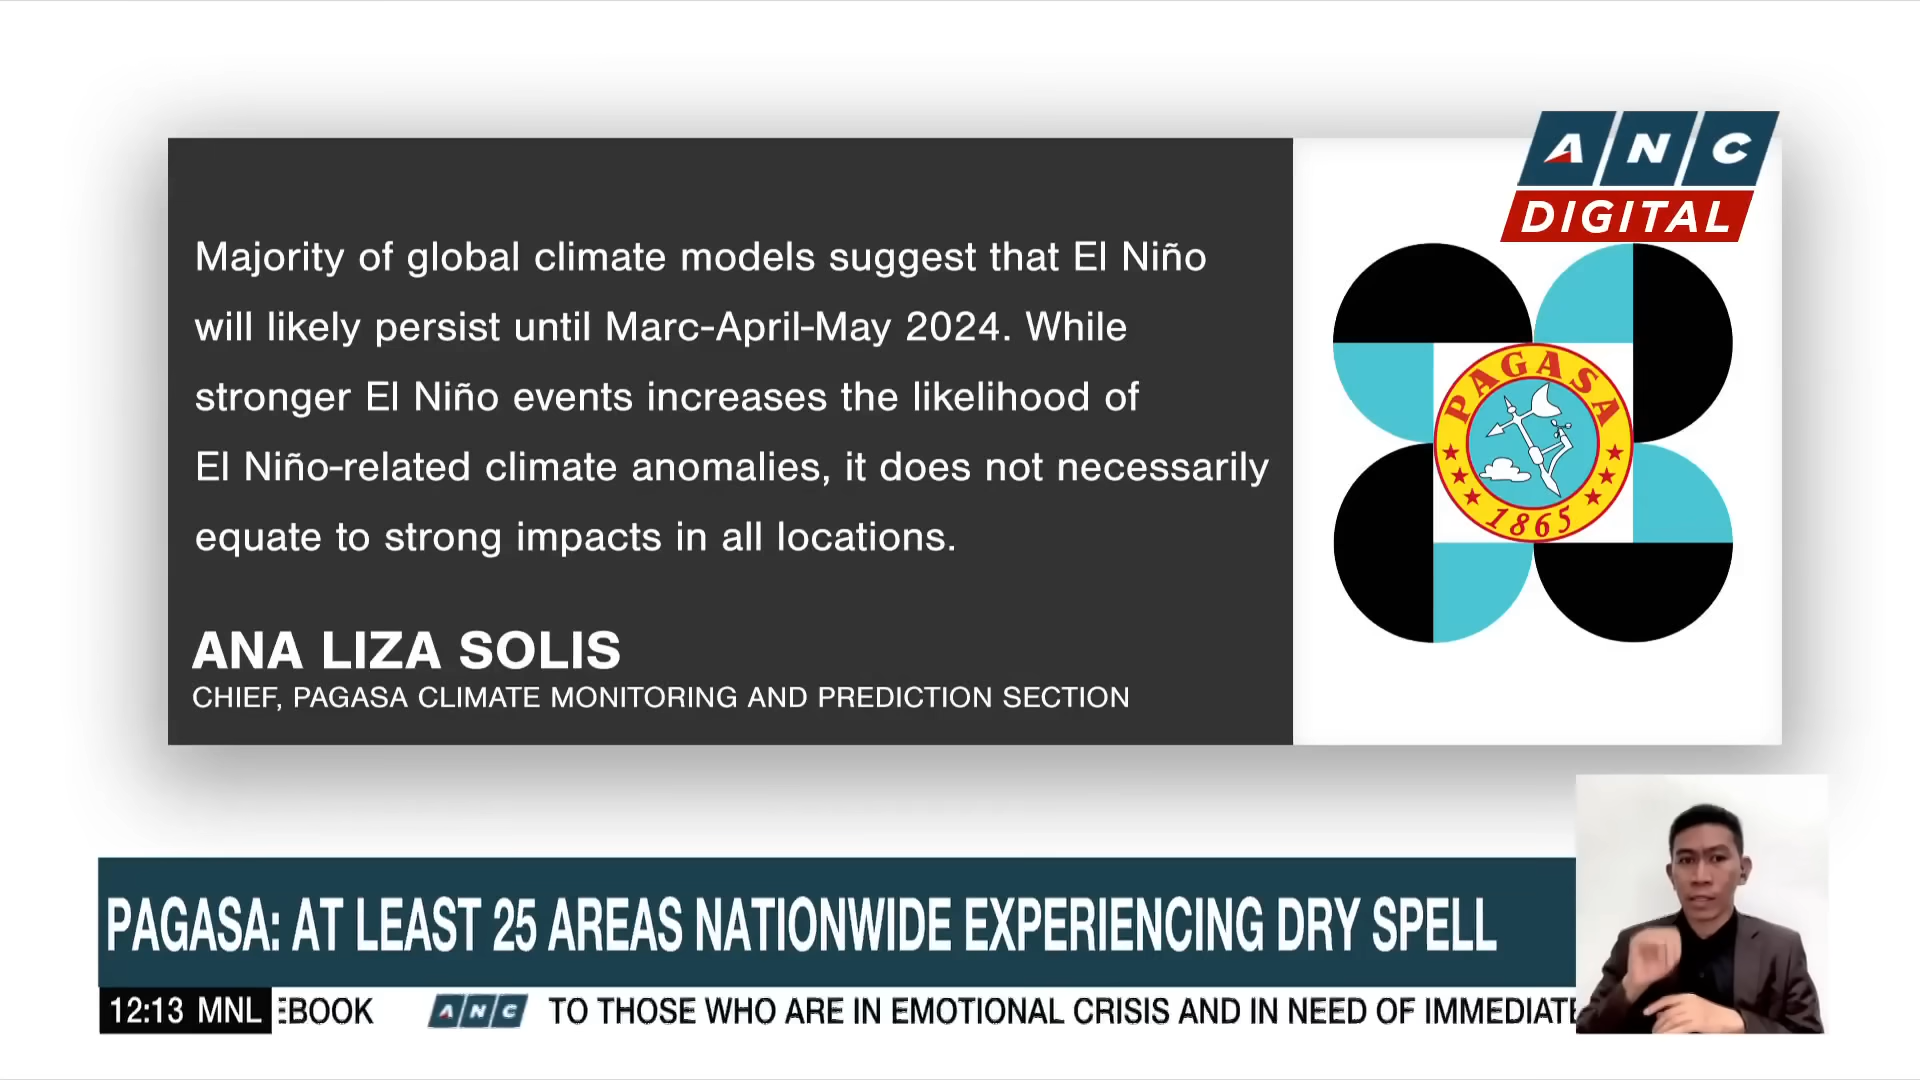 ANC
DIGITAL
Majority of global climate models suggest that El Niño
will likely persist until Marc-April-May 2024. While
stronger El Niño events increases the likelihood of
El Niño-related climate anomalies, it does not necessarily
equate to strong impacts in all locations.
ANA LIZA SOLIS
CHIEF, PAGASA CLIMATE MONITORING AND PREDICTION SECTION
PAGASA
1865
PAGASA: AT LEAST 25 AREAS NATIONWIDE EXPERIENCING DRY SPELL
12:13 MNL EBOOK ANC TO THOSE WHO ARE IN EMOTIONAL CRISIS AND IN NEED OF IMMEDIATE